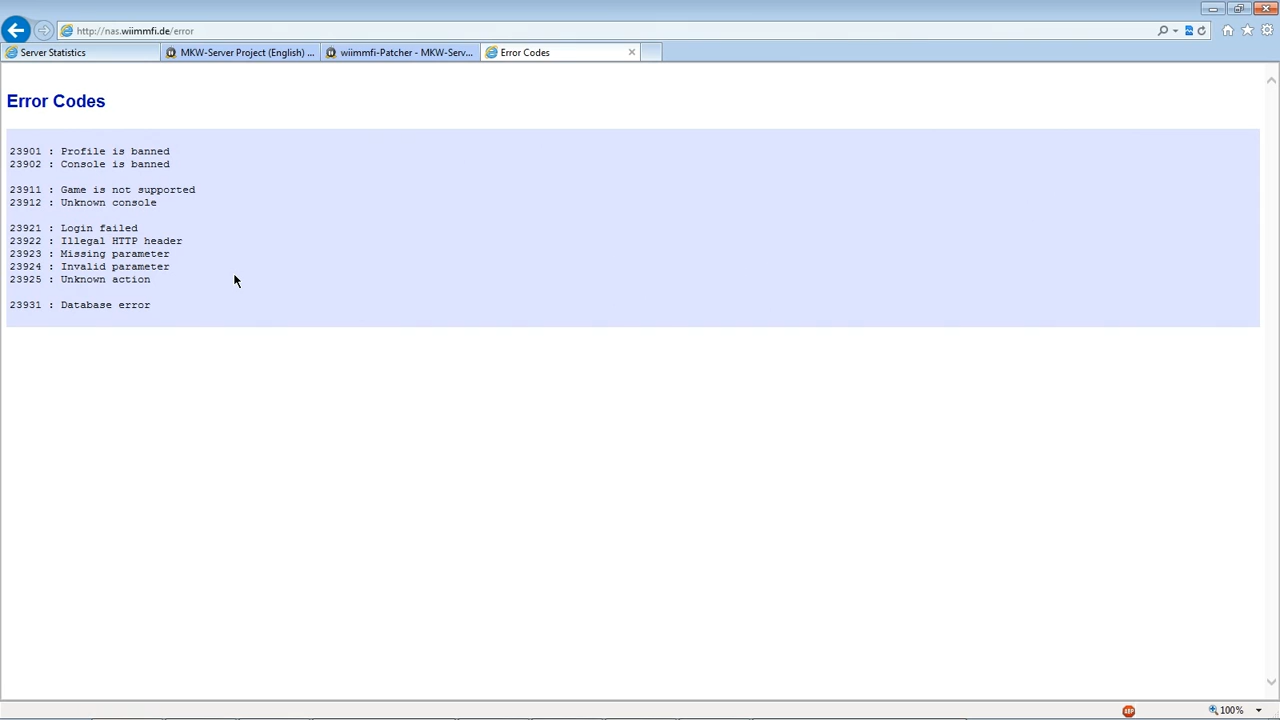 http://nas.wiimmfi.de/error
Server Statistics
MKW-Server Project (English) ...
wiimmfi-Patcher - MKW-Serv...
Error Codes
Error Codes
23901 : Profile is banned
23902 : Console is banned
23911 : Game is not supported
23912 : Unknown console
23921 : Login failed
23922 : Illegal HTTP header
23923 : Missing parameter
23924 : Invalid parameter
23925 : Unknown action
23931 : Database error
ABP
100%